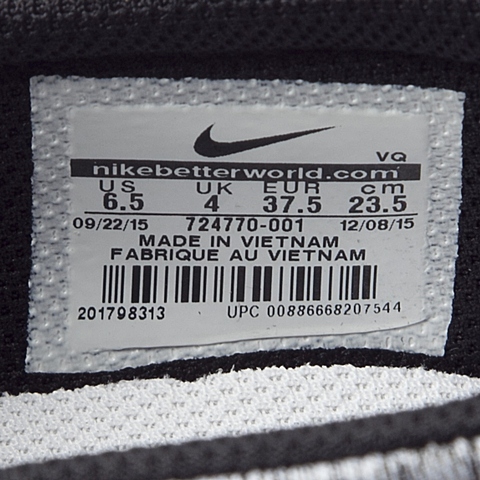 VQ
nikebetterworld.com
US UK EUR cm
6.5 4 37.5 23.5
09/22/15 724770-001 12/08/15
MADE IN VIETNAM
FABRIQUE AU VIETNAM
201798313 UPC 00886668207544